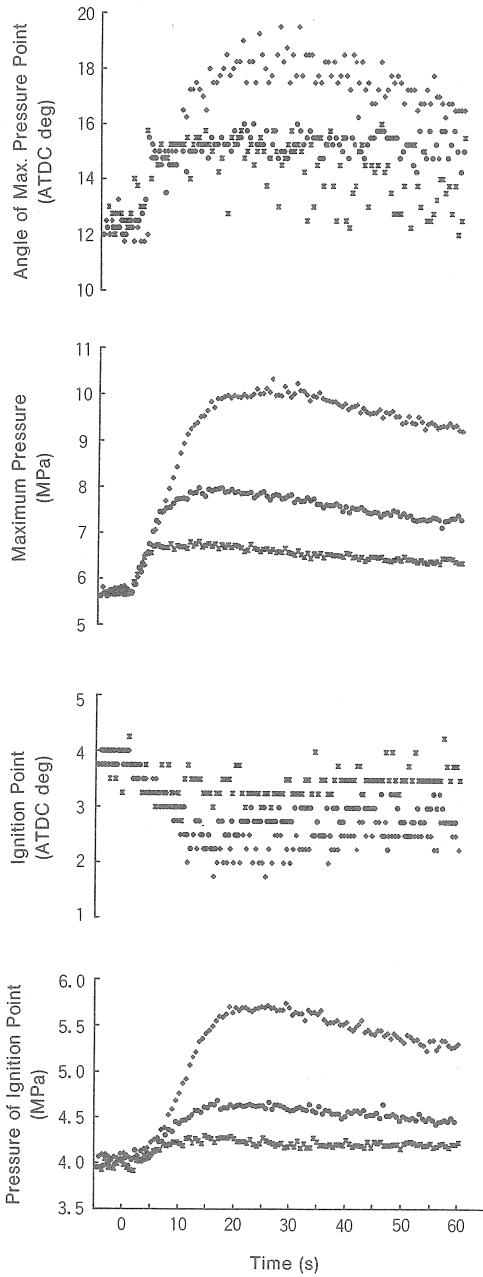 Angle of Max. Pressure Point
(ATDC deg)
20
18
16
14
12
10
Maximum Pressure
(MPa)
11
10
9
8
7
6
5
Ignition Point
(ATDC deg)
5
4
3
2
1
Pressure of Ignition Point
(MPa)
6.0
5.5
5.0
4.5
4.0
3.5
0 10 20 30 40 50 60
Time (s)